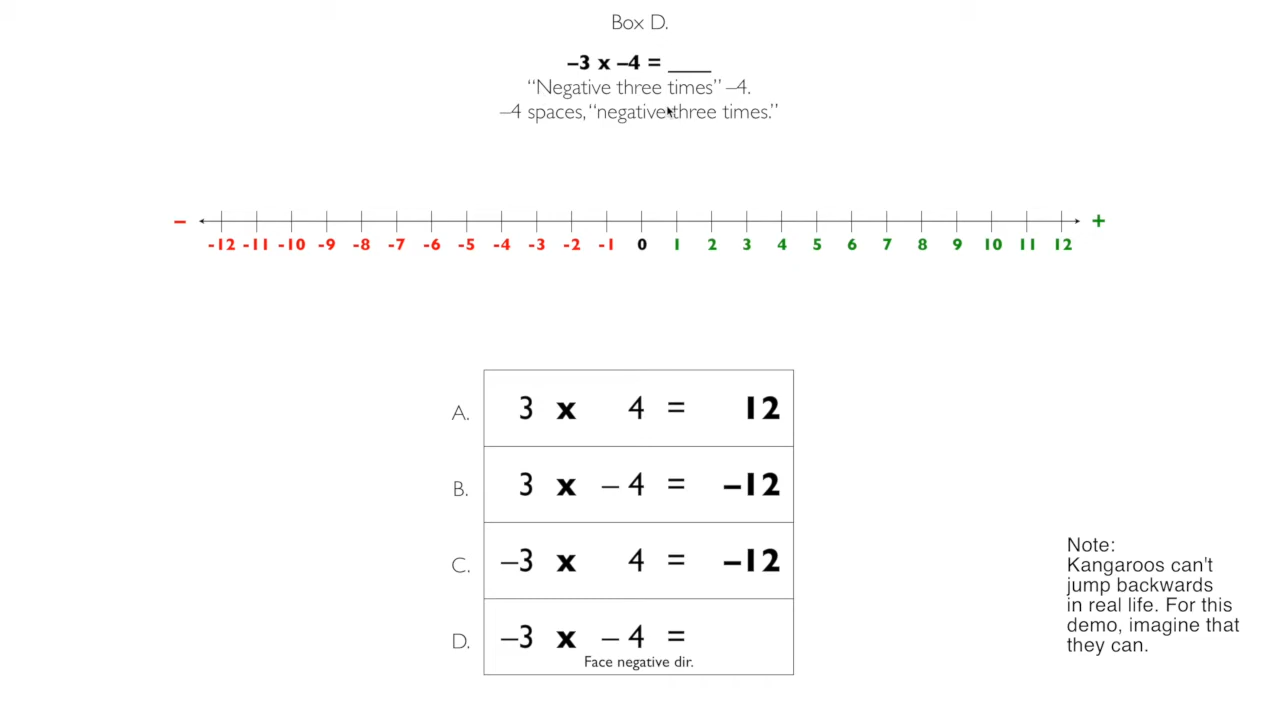 Box D.
–3 x –4 = ____
“Negative three times” –4.
–4 spaces, “negative three times.”
– +
-12 -11 -10 -9 -8 -7 -6 -5 -4 -3 -2 -1 0 1 2 3 4 5 6 7 8 9 10 11 12
A. 3 x 4 = 12
B. 3 x – 4 = –12
C. –3 x 4 = –12
D. –3 x – 4 =
Face negative dir.
Note:
Kangaroos can't
jump backwards
in real life. For this
demo, imagine that
they can.